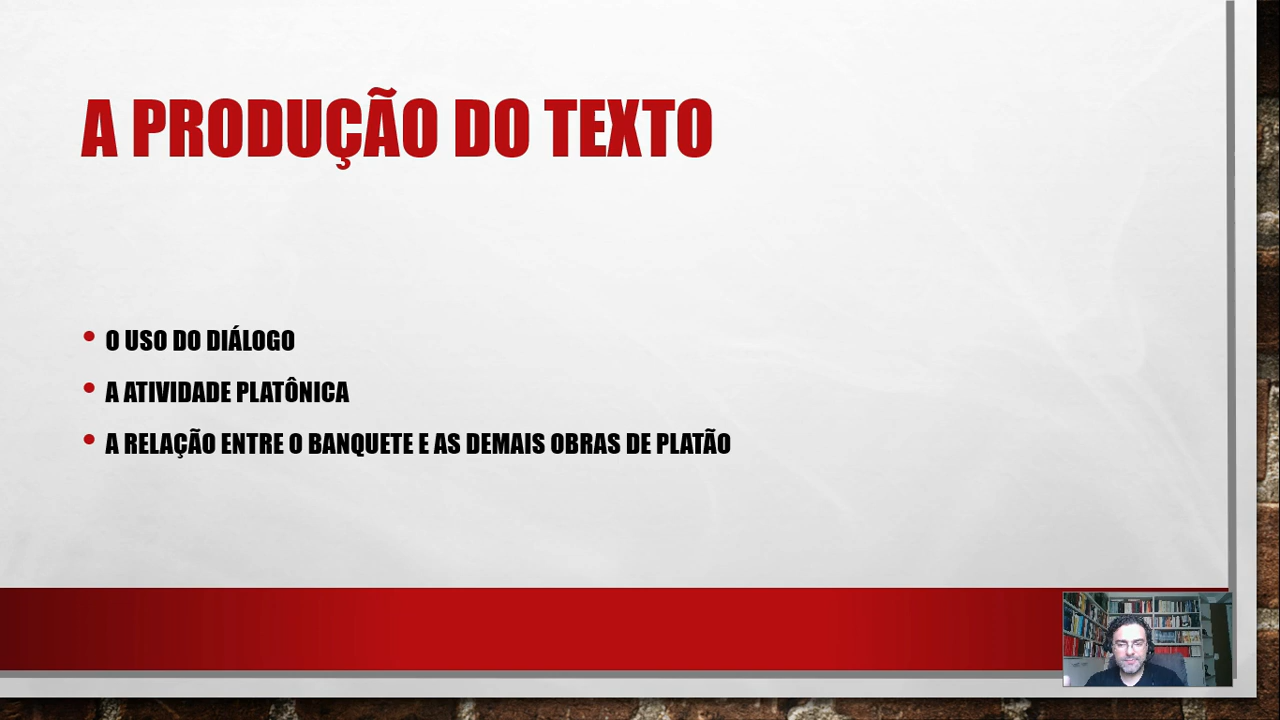 A PRODUÇÃO DO TEXTO
• O USO DO DIÁLOGO
• A ATIVIDADE PLATÔNICA
• A RELAÇÃO ENTRE O BANQUETE E AS DEMAIS OBRAS DE PLATÃO